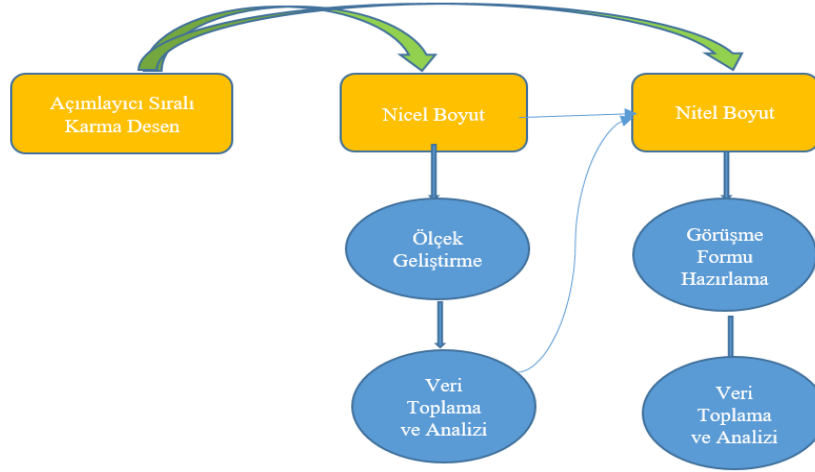 Açımlayıcı Sıralı
Karma Desen
Nicel Boyut
Nitel Boyut
Ölçek
Geliştirme
Görüşme
Formu
Hazırlama
Veri
Toplama
ve Analizi
Veri
Toplama
ve Analizi